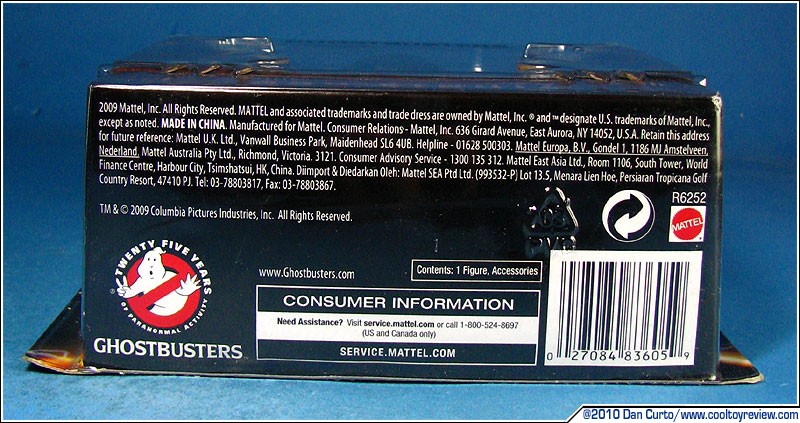 2009 Mattel, Inc. All Rights Reserved. MATTEL and associated trademarks and trade dress are owned by Mattel, Inc. ® and ™ designate U.S. trademarks of Mattel, Inc.,
except as noted. MADE IN CHINA. Manufactured for Mattel. Consumer Relations - Mattel, Inc. 636 Girard Avenue, East Aurora, NY 14052, U.S.A. Retain this address
for future reference: Mattel U.K. Ltd., Vanwall Business Park, Maidenhead SL6 4UB. Helpline - 01628 500303. Mattel Europa, B.V., Gondel 1, 1186 MJ Amstelveen,
Nederland. Mattel Australia Pty Ltd., Richmond, Victoria. 3121. Consumer Advisory Service - 1300 135 312. Mattel East Asia Ltd., Room 1106, South Tower, World
Finance Centre, Harbour City, Tsimshatsui, HK, China. Diimport & Diedarkan Oleh: Mattel SEA Ptd Ltd. (993532-P) Lot 13.5, Menara Lien Hoe, Persiaran Tropicana Golf
Country Resort, 47410 PJ. Tel: 03-78803817, Fax: 03-78803867.
TM & © 2009 Columbia Pictures Industries, Inc. All Rights Reserved.
R6252
MATTEL
TWENTY FIVE YEARS
OF PARANORMAL ACTIVITY
®
GHOSTBUSTERS
www.Ghostbusters.com
Contents: 1 Figure, Accessories
CONSUMER INFORMATION
Need Assistance? Visit service.mattel.com or call 1-800-524-8697
(US and Canada only)
SERVICE.MATTEL.COM
0 27084 83605 9
@2010 Dan Curto/www.cooltoyreview.com